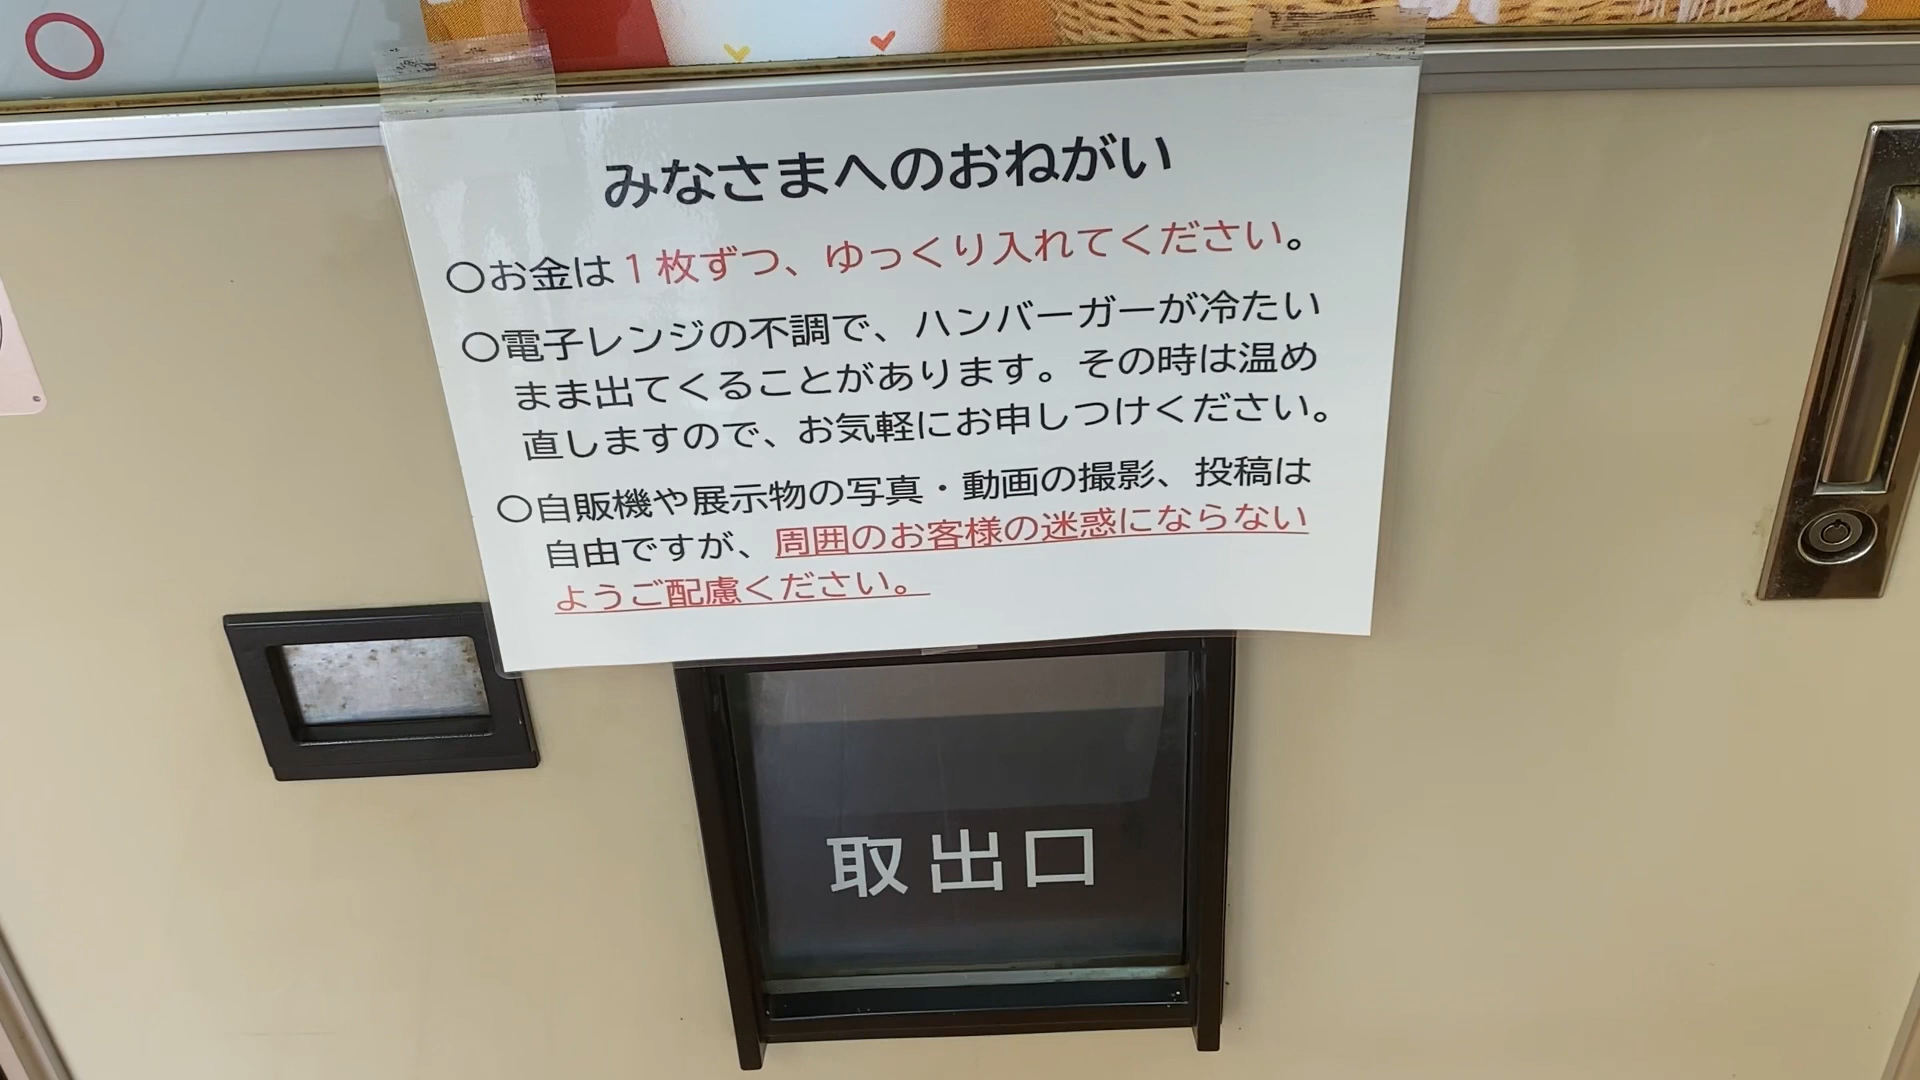 みなさまへのおねがい
〇お金は１枚ずつ、ゆっくり入れてください。
〇電子レンジの不調で、ハンバーガーが冷たい
まま出てくることがあります。その時は温め
直しますので、お気軽にお申しつけください。
〇自販機や展示物の写真・動画の撮影、投稿は
自由ですが、周囲のお客様の迷惑にならない
ようご配慮ください。
取出口